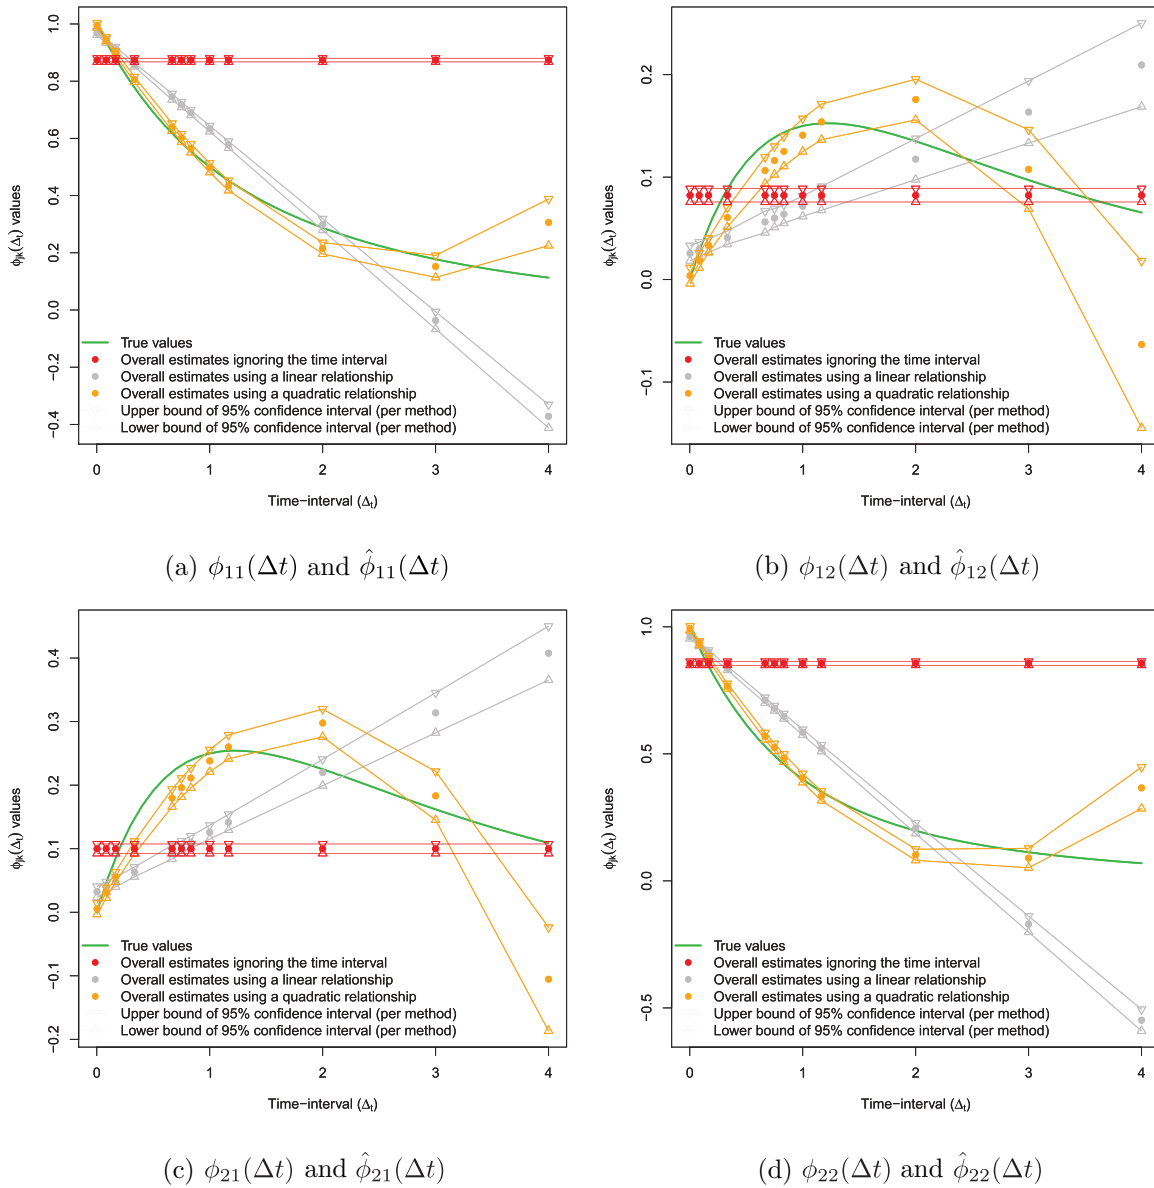 ϕjk(Δt) values
1.0
0.8
0.6
0.4
0.2
0.0
−0.2
−0.4
True values
Overall estimates ignoring the time interval
Overall estimates using a linear relationship
Overall estimates using a quadratic relationship
Upper bound of 95% confidence interval (per method)
Lower bound of 95% confidence interval (per method)
0 1 2 3 4
Time−interval (Δt)
(a) ϕ11(Δt) and ϕ̂11(Δt)
ϕjk(Δt) values
0.2
0.1
0.0
−0.1
True values
Overall estimates ignoring the time interval
Overall estimates using a linear relationship
Overall estimates using a quadratic relationship
Upper bound of 95% confidence interval (per method)
Lower bound of 95% confidence interval (per method)
0 1 2 3 4
Time−interval (Δt)
(b) ϕ12(Δt) and ϕ̂12(Δt)
ϕjk(Δt) values
0.4
0.3
0.2
0.1
0.0
−0.1
−0.2
True values
Overall estimates ignoring the time interval
Overall estimates using a linear relationship
Overall estimates using a quadratic relationship
Upper bound of 95% confidence interval (per method)
Lower bound of 95% confidence interval (per method)
0 1 2 3 4
Time−interval (Δt)
(c) ϕ21(Δt) and ϕ̂21(Δt)
ϕjk(Δt) values
1.0
0.5
0.0
−0.5
True values
Overall estimates ignoring the time interval
Overall estimates using a linear relationship
Overall estimates using a quadratic relationship
Upper bound of 95% confidence interval (per method)
Lower bound of 95% confidence interval (per method)
0 1 2 3 4
Time−interval (Δt)
(d) ϕ22(Δt) and ϕ̂22(Δt)